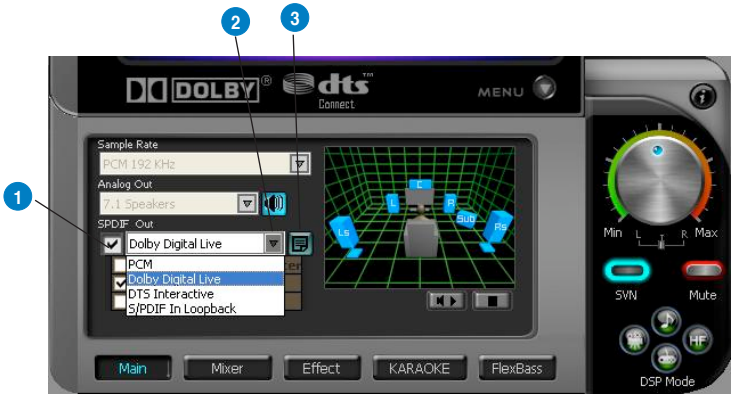 2
3
DOLBY®
dts™
Connect
MENU
i
Sample Rate
PCM 192 KHz
Analog Out
7.1 Speakers
1
SPDIF Out
Dolby Digital Live
PCM
Dolby Digital Live
DTS Interactive
S/PDIF In Loopback
L
C
R
Ls
Sub
Rs
Min
L
T
R
Max
SVN
Mute
HF
DSP Mode
Main
Mixer
Effect
KARAOKE
FlexBass